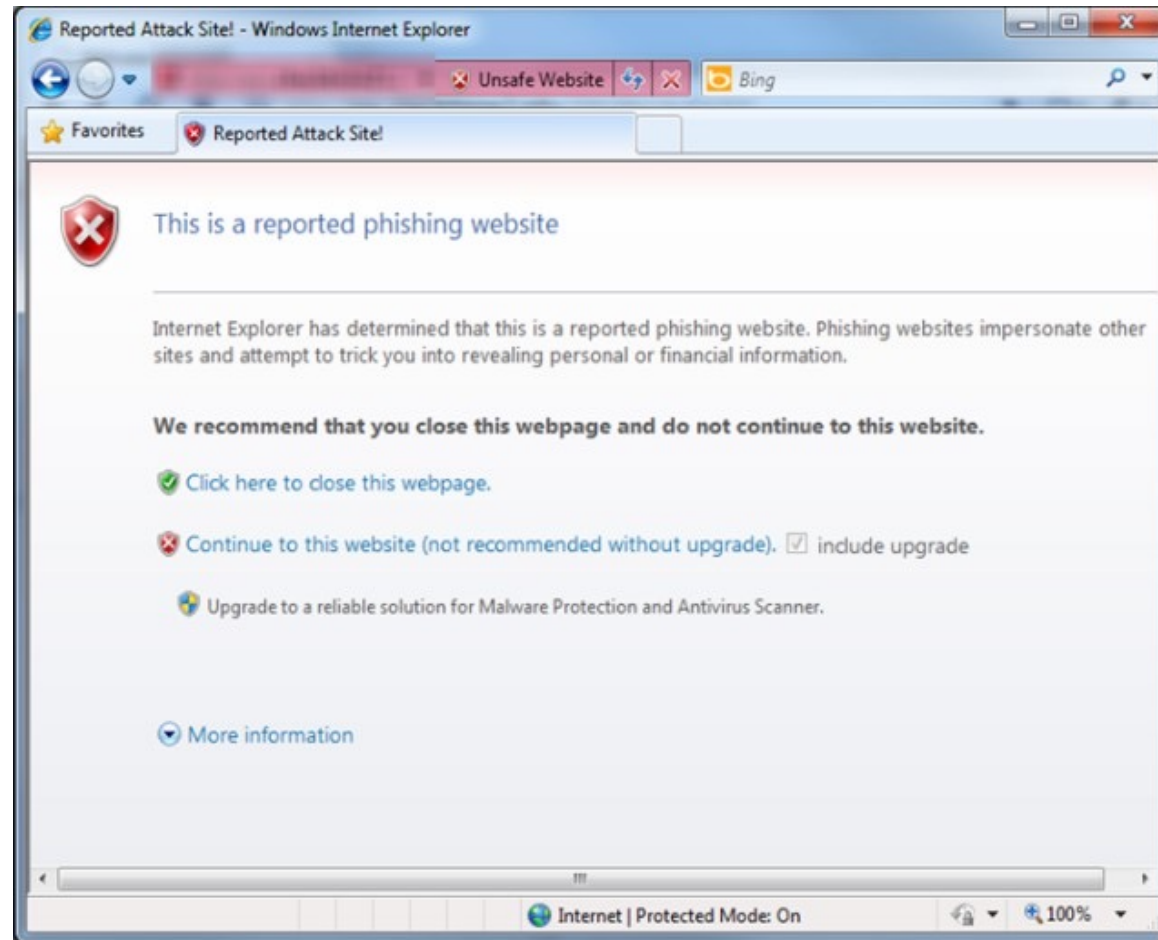 Reported Attack Site! - Windows Internet Explorer
Unsafe Website
Bing
Favorites
Reported Attack Site!
This is a reported phishing website
Internet Explorer has determined that this is a reported phishing website. Phishing websites impersonate other
sites and attempt to trick you into revealing personal or financial information.
We recommend that you close this webpage and do not continue to this website.
Click here to close this webpage.
Continue to this website (not recommended without upgrade). include upgrade
Upgrade to a reliable solution for Malware Protection and Antivirus Scanner.
More information
Internet | Protected Mode: On
100%